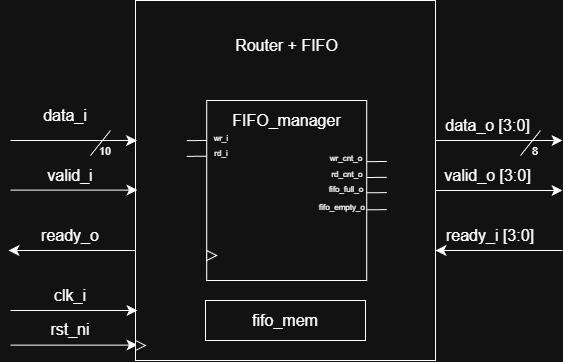 Router + FIFO
FIFO_manager
data_i
10
wr_i
rd_i
wr_cnt_o
rd_cnt_o
fifo_full_o
fifo_empty_o
data_o [3:0]
8
valid_i
valid_o [3:0]
ready_o
ready_i [3:0]
clk_i
rst_ni
fifo_mem